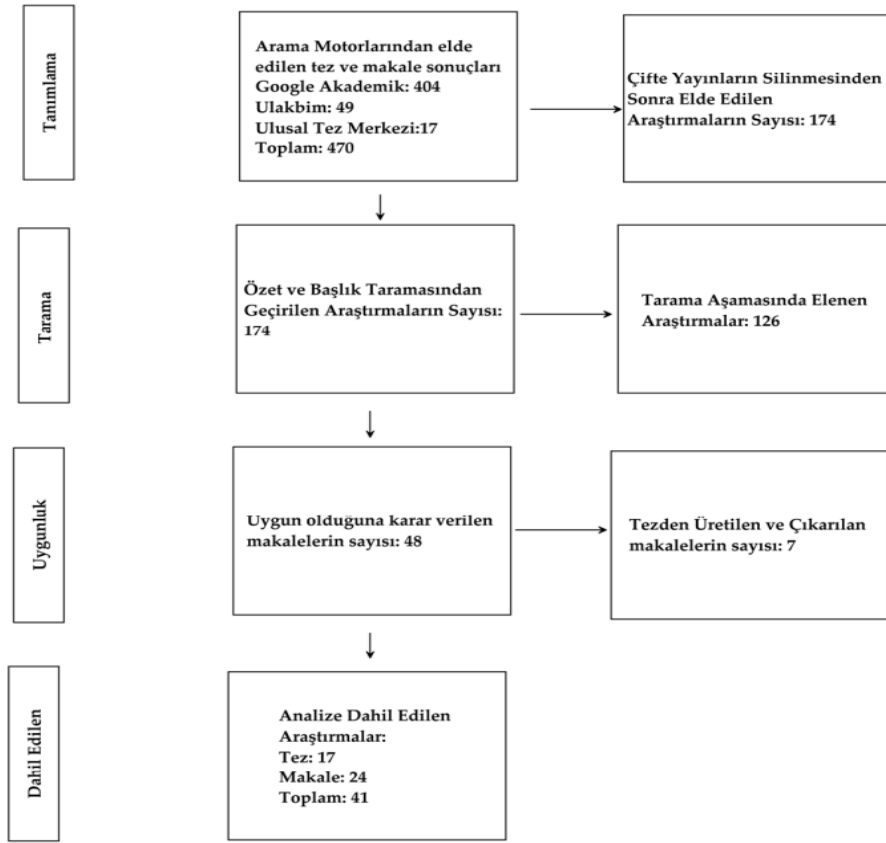 Tanımlama
Arama Motorlarından elde
edilen tez ve makale sonuçları
Google Akademik: 404
Ulakbim: 49
Ulusal Tez Merkezi:17
Toplam: 470
Çifte Yayınların Silinmesinden
Sonra Elde Edilen
Araştırmaların Sayısı: 174
Tarama
Özet ve Başlık Taramasından
Geçirilen Araştırmaların Sayısı:
174
Tarama Aşamasında Elenen
Araştırmalar: 126
Uygunluk
Uygun olduğuna karar verilen
makalelerin sayısı: 48
Tezden Üretilen ve Çıkarılan
makalelerin sayısı: 7
Dahil Edilen
Analize Dahil Edilen
Araştırmalar:
Tez: 17
Makale: 24
Toplam: 41